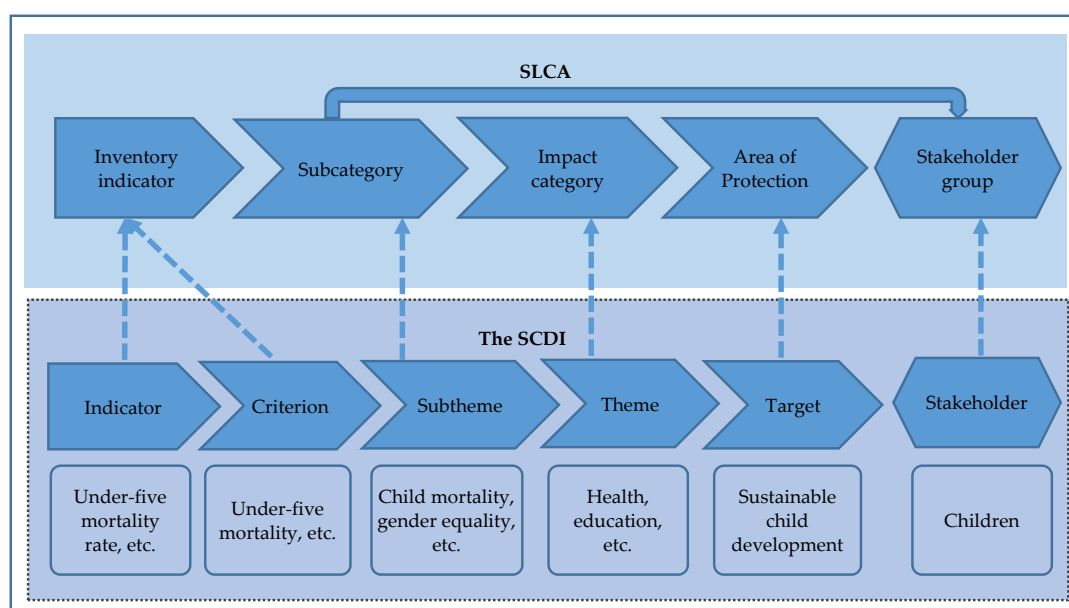 SLCA
Inventory
indicator
Subcategory
Impact
category
Area of
Protection
Stakeholder
group
The SCDI
Indicator
Criterion
Subtheme
Theme
Target
Stakeholder
Under-five
mortality
rate, etc.
Under-five
mortality, etc.
Child mortality,
gender equality,
etc.
Health,
education,
etc.
Sustainable
child
development
Children